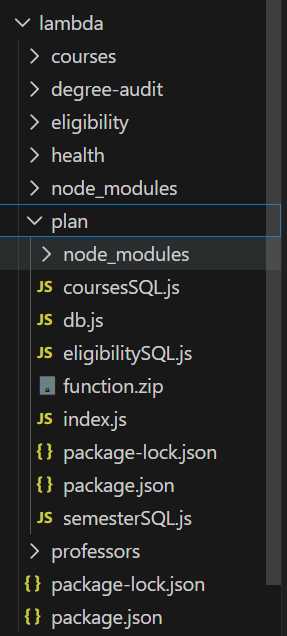 lambda
courses
degree-audit
eligibility
health
node_modules
plan
node_modules
JS coursesSQL.js
JS db.js
JS eligibilitySQL.js
function.zip
JS index.js
{} package-lock.json
{} package.json
JS semesterSQL.js
professors
{} package-lock.json
{} package.json